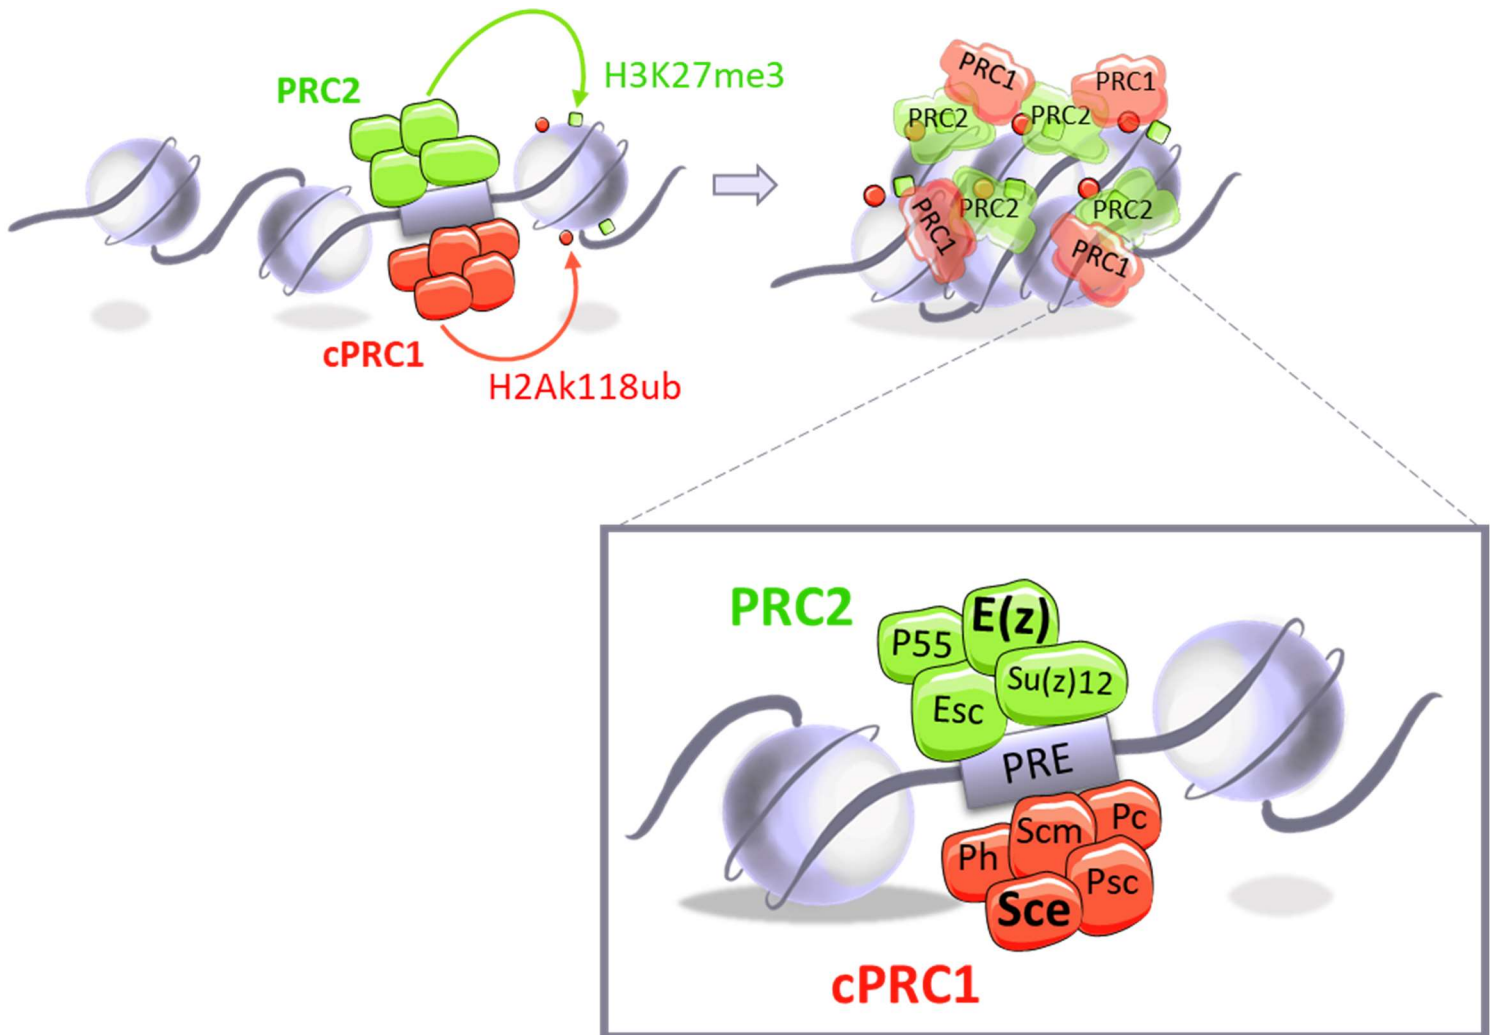 PRC2
H3K27me3
cPRC1
H2Ak118ub
PRC1
PRC1
PRC2
PRC2
PRC1
PRC2
PRC2
PRC1
PRC2
P55
E(z)
Esc
Su(z)12
PRE
Ph
Scm
Pc
Sce
Psc
cPRC1